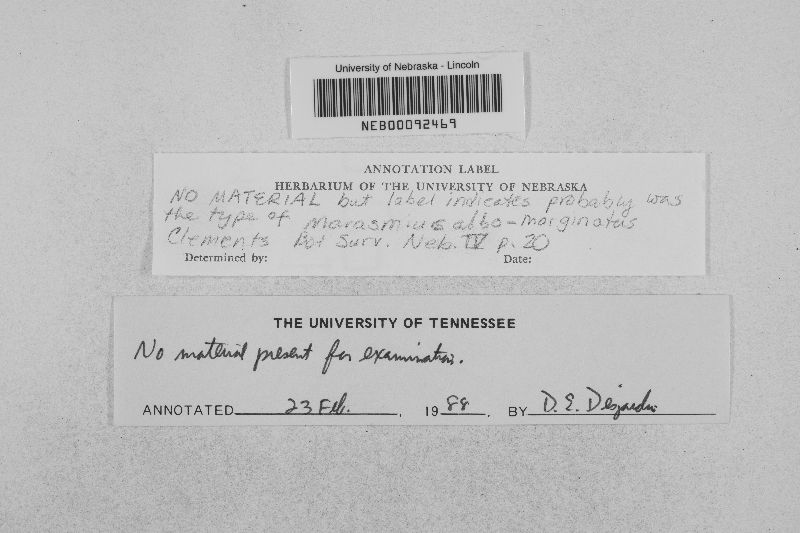 University of Nebraska - Lincoln
NEB00092469
ANNOTATION LABEL
HERBARIUM OF THE UNIVERSITY OF NEBRASKA
NO MATERIAL but label indicates probably was
the type of Marasmius albo-marginatus
Clements Bot Surv. Neb. IV p. 20
Determined by: Date:
THE UNIVERSITY OF TENNESSEE
No material present for examination.
ANNOTATED 23 Feb. , 19 88 . BY D. E. Desjardin